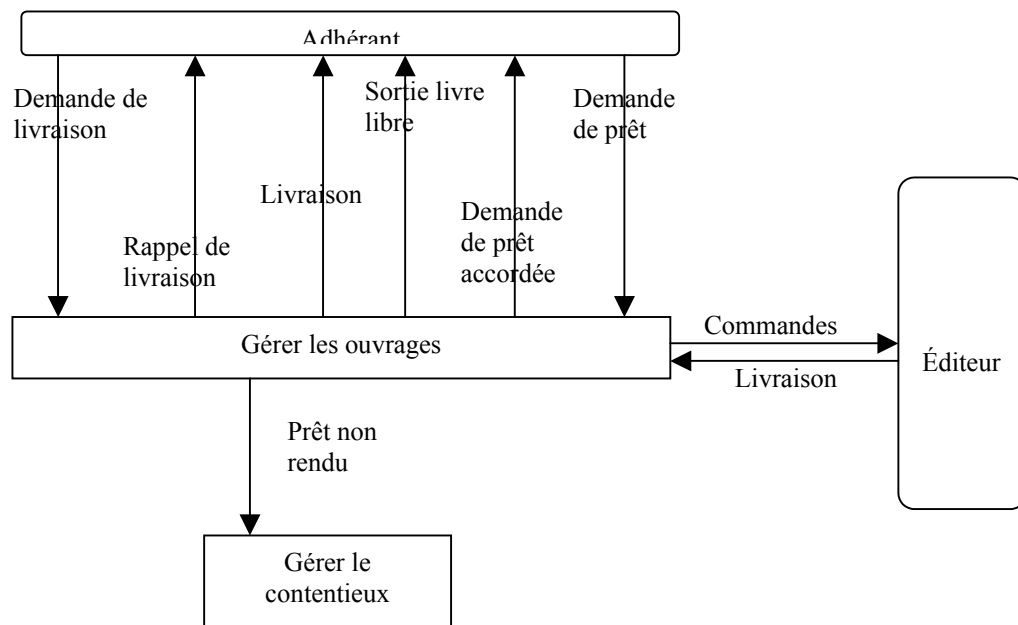 Adhérant
Demande de
livraison
Sortie livre
libre
Demande
de prêt
Livraison
Rappel de
livraison
Demande
de prêt
accordée
Gérer les ouvrages
Commandes
Livraison
Éditeur
Prêt non
rendu
Gérer le
contentieux